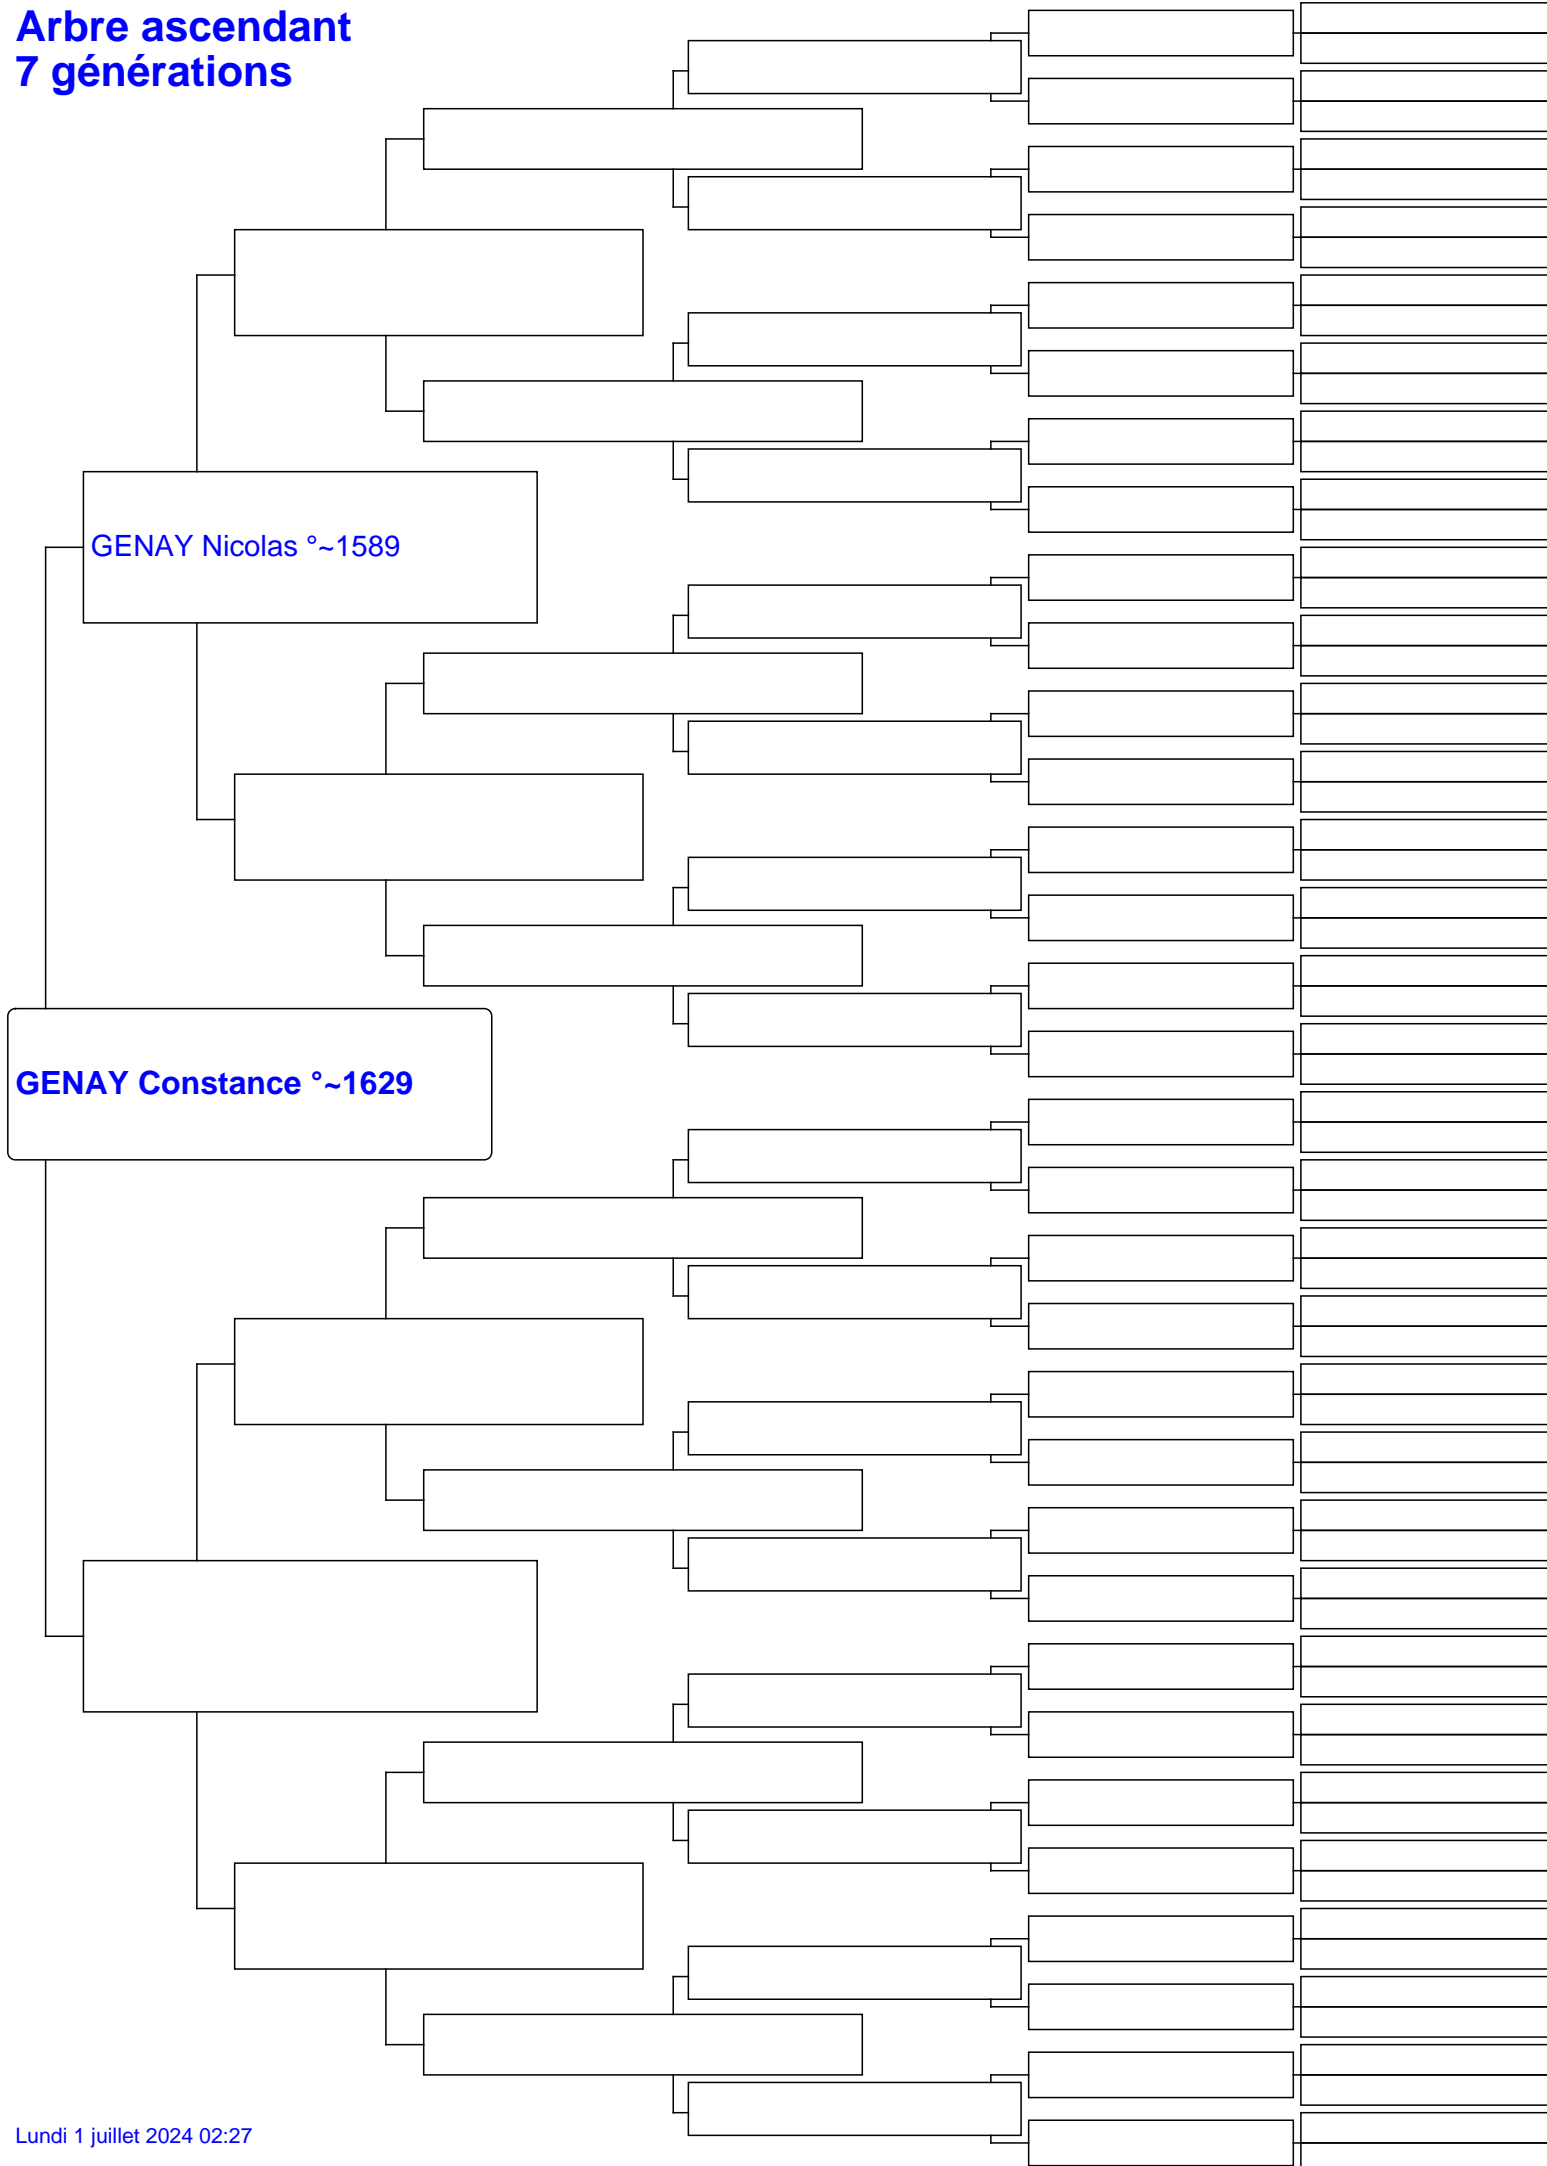 Arbre ascendant
7 générations
GENAY Nicolas °~1589
GENAY Constance °~1629
Lundi 1 juillet 2024 02:27